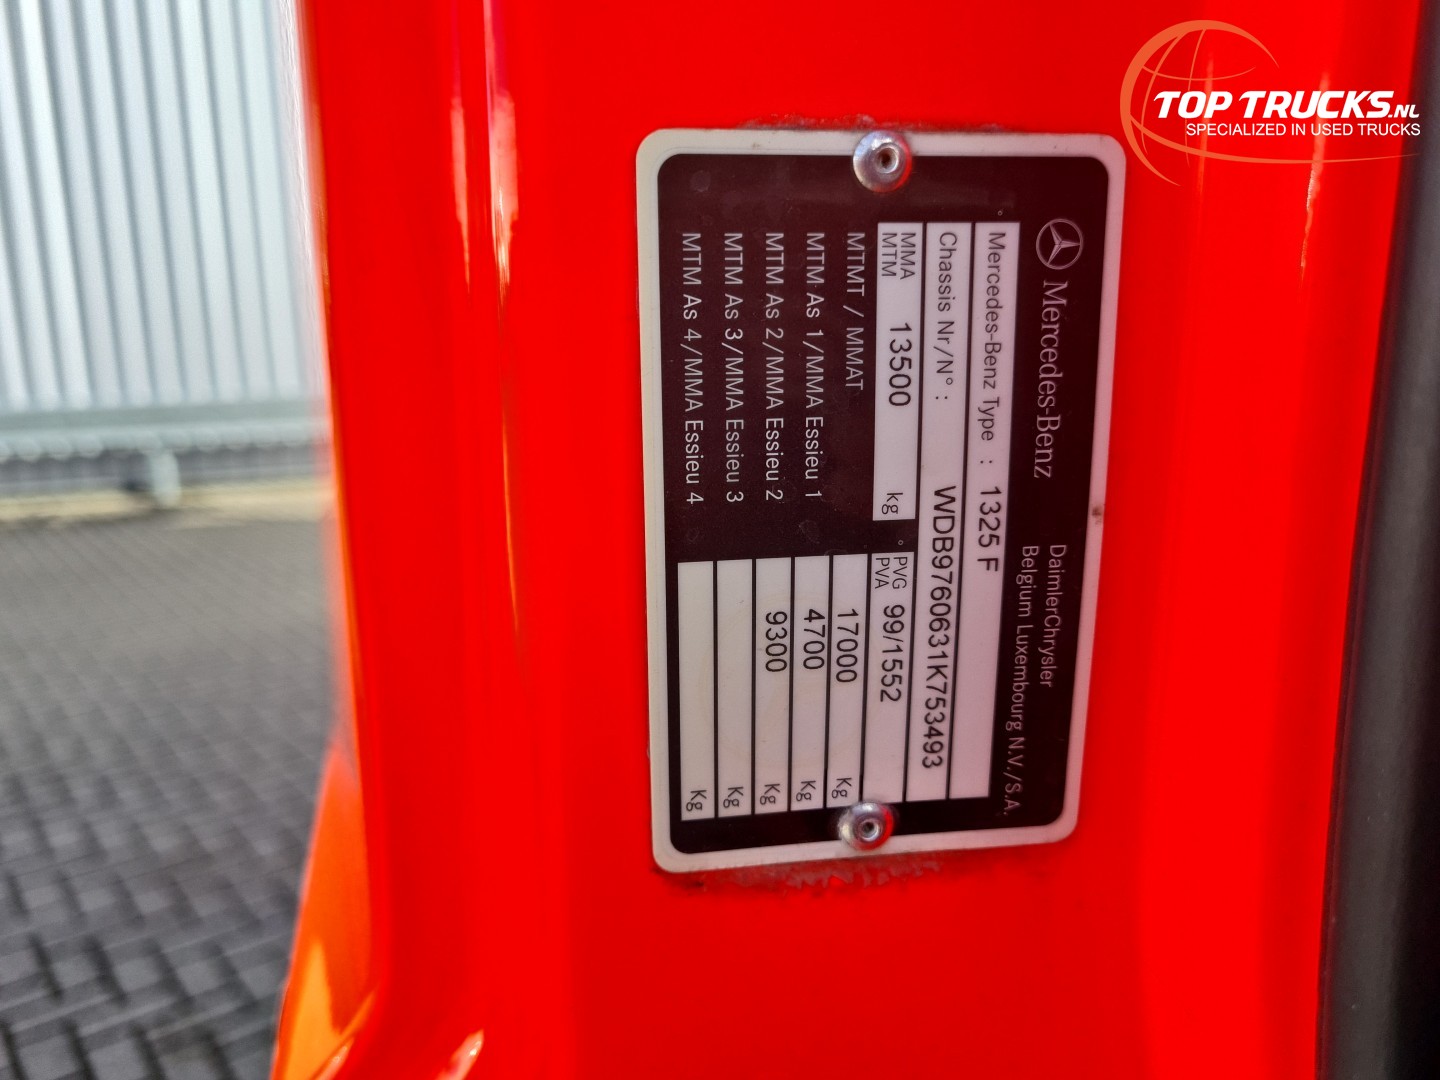 TOP TRUCKS.NL
SPECIALIZED IN USED TRUCKS
Mercedes-Benz
DaimlerChrysler
Belgium Luxembourg N.V./S.A.
Mercedes-Benz Type : 1325 F
Chassis Nr/N° : WDB9760631K753493
MMA
MTM 13500 kg
PVG
PVA 99/1552
MTMT / MMAT 17000 Kg
MTM As 1/MMA Essieu 1 4700 Kg
MTM As 2/MMA Essieu 2 9300 Kg
MTM As 3/MMA Essieu 3 Kg
MTM As 4/MMA Essieu 4 Kg